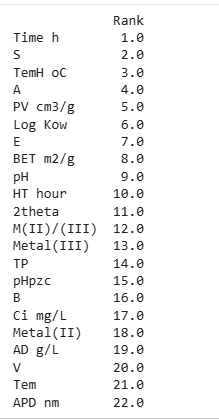 Rank
Time h 1.0
S 2.0
TemH oC 3.0
A 4.0
PV cm3/g 5.0
Log Kow 6.0
E 7.0
BET m2/g 8.0
pH 9.0
HT hour 10.0
2theta 11.0
M(II)/(III) 12.0
Metal(III) 13.0
TP 14.0
pHpzc 15.0
B 16.0
Ci mg/L 17.0
Metal(II) 18.0
AD g/L 19.0
V 20.0
Tem 21.0
APD nm 22.0